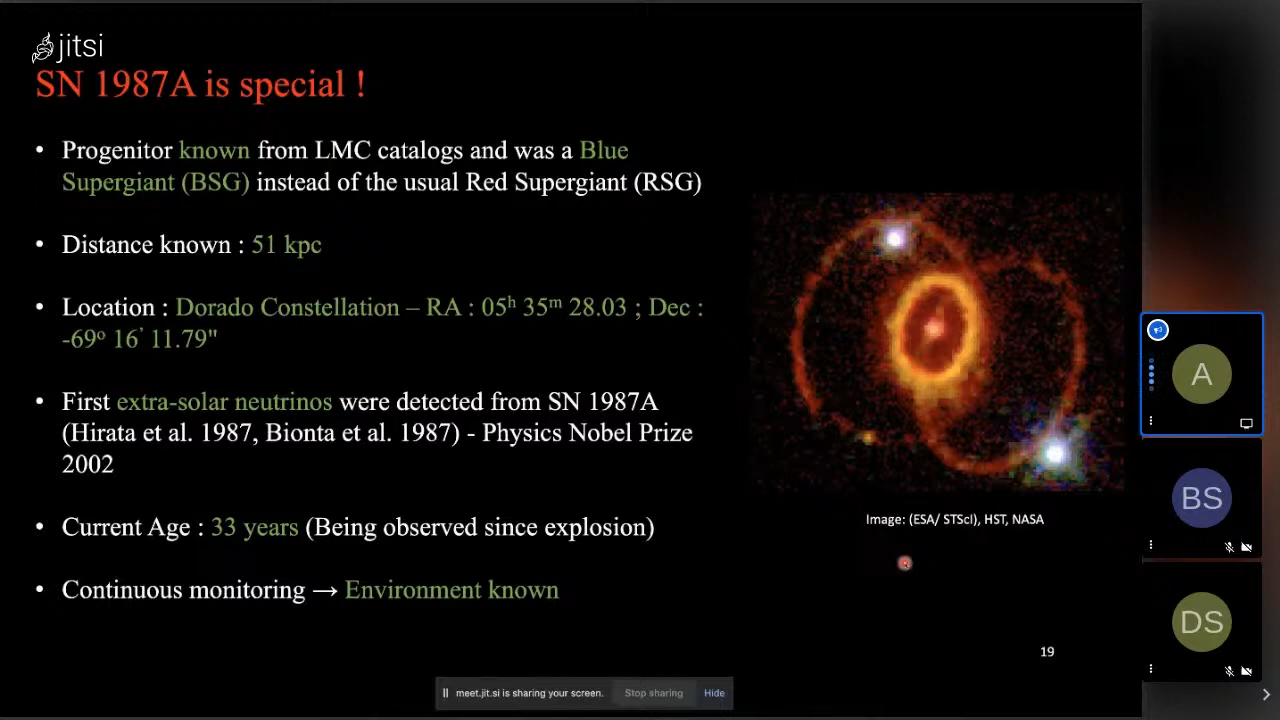 jitsi
SN 1987A is special !
• Progenitor known from LMC catalogs and was a Blue
Supergiant (BSG) instead of the usual Red Supergiant (RSG)
• Distance known : 51 kpc
• Location : Dorado Constellation – RA : 05ʰ 35ᵐ 28.03 ; Dec :
-69º 16’ 11.79"
• First extra-solar neutrinos were detected from SN 1987A
(Hirata et al. 1987, Bionta et al. 1987) - Physics Nobel Prize
2002
• Current Age : 33 years (Being observed since explosion)
• Continuous monitoring → Environment known
Image: (ESA/ STScI), HST, NASA
19
A
BS
DS
meet.jit.si is sharing your screen. Stop sharing Hide